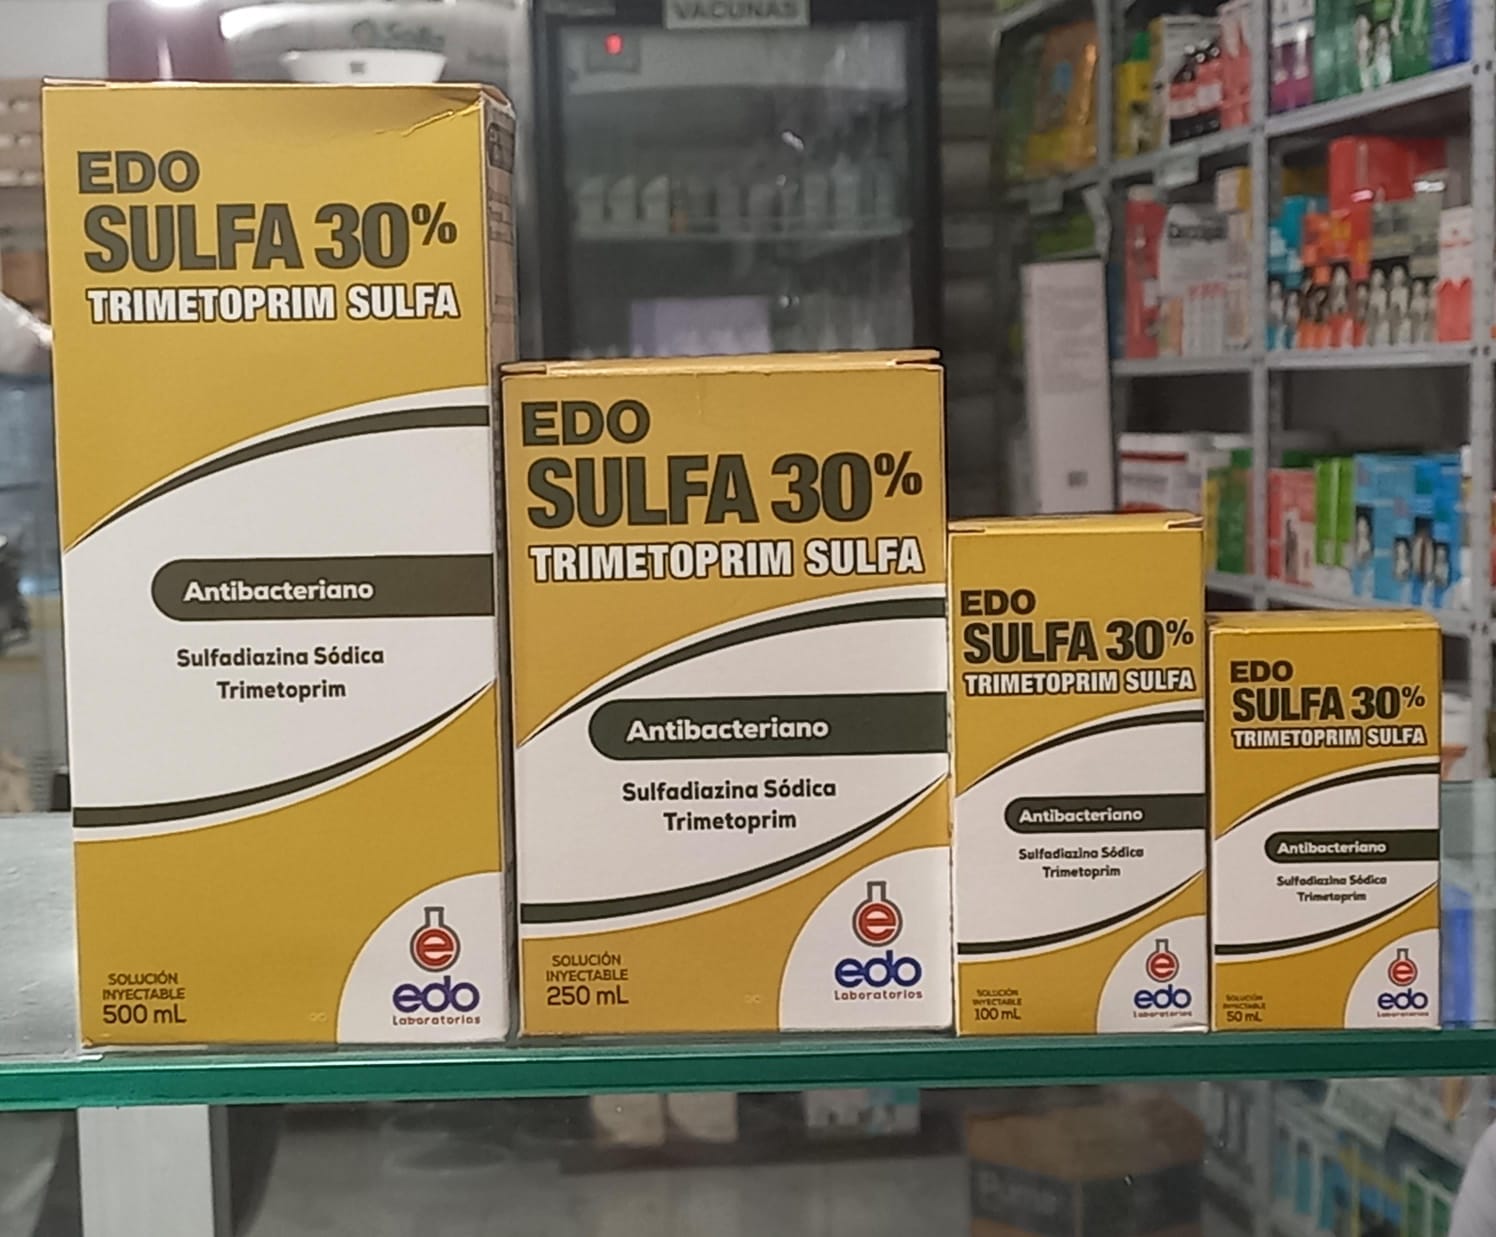 VACUNAS
EDO
SULFA 30%
TRIMETOPRIM SULFA
Antibacteriano
Sulfadiazina Sódica
Trimetoprim
SOLUCIÓN
INYECTABLE
500 mL
e
edo
Laboratorios
EDO
SULFA 30%
TRIMETOPRIM SULFA
Antibacteriano
Sulfadiazina Sódica
Trimetoprim
SOLUCIÓN
INYECTABLE
250 mL
e
edo
Laboratorios
EDO
SULFA 30%
TRIMETOPRIM SULFA
Antibacteriano
Sulfadiazina Sódica
Trimetoprim
SOLUCIÓN
INYECTABLE
100 mL
e
edo
Laboratorios
EDO
SULFA 30%
TRIMETOPRIM SULFA
Antibacteriano
Sulfadiazina Sódica
Trimetoprim
SOLUCIÓN
INYECTABLE
50 mL
e
edo
Laboratorios